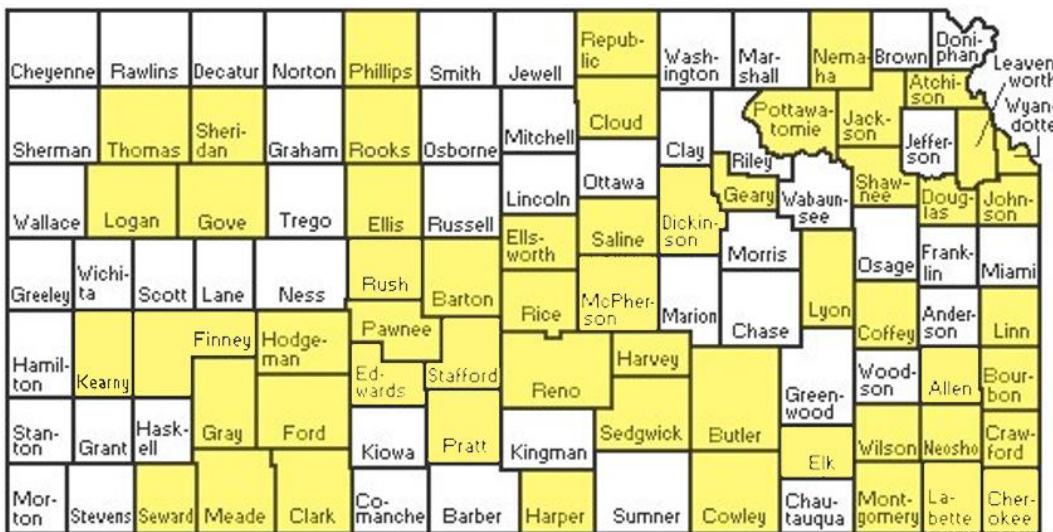 Cheyenne
Rawlins
Decatur
Norton
Phillips
Smith
Jewell
Republ-
lic
Wash-
ington
Mar-
shall
Nema-
ha
Brown
Doni-
phan
Leaven-
worth
Atchi-
son
Wyan-
dotte
Sherman
Thomas
Sheri-
dan
Graham
Rooks
Osborne
Mitchell
Cloud
Clay
Riley
Pottawa-
tomie
Jack-
son
Jeffer-
son
Wallace
Logan
Gove
Trego
Ellis
Russell
Lincoln
Ottawa
Saline
Dickin-
son
Geary
Wabaun-
see
Shaw-
nee
Doug-
las
John-
son
Greeley
Wichi-
ta
Scott
Lane
Ness
Rush
Barton
Ells-
worth
Rice
McPher-
son
Marion
Morris
Chase
Lyon
Osage
Frank-
lin
Miami
Hamil-
ton
Kearny
Finney
Hodge-
man
Pawnee
Ed-
wards
Stafford
Reno
Harvey
Coffey
Ander-
son
Linn
Stan-
ton
Grant
Hask-
ell
Gray
Ford
Kiowa
Pratt
Kingman
Sedgwick
Butler
Green-
wood
Wood-
son
Allen
Bour-
bon
Elk
Wilson
Neosho
Craw-
ford
Mor-
ton
Stevens
Seward
Meade
Clark
Co-
manche
Barber
Harper
Sumner
Cowley
Chau-
tauqua
Mont-
gomery
La-
bette
Cher-
okee